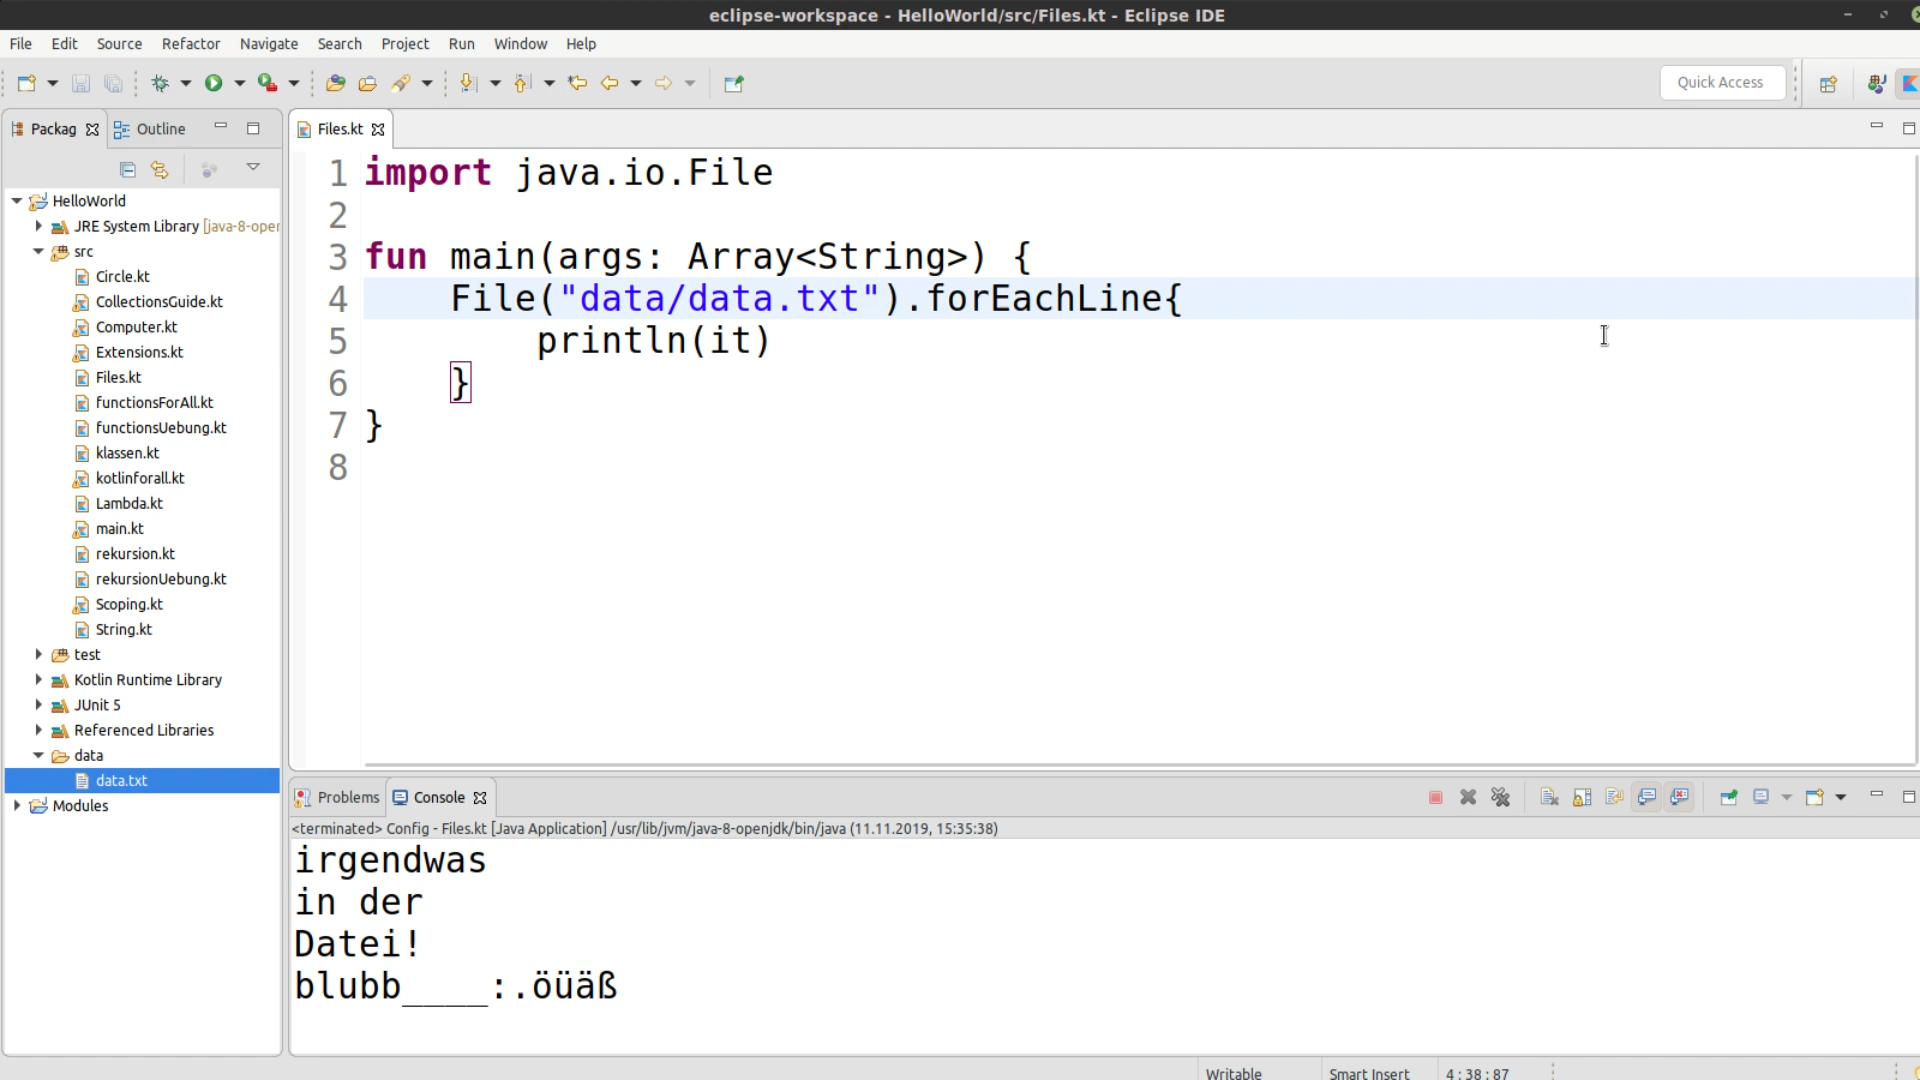 eclipse-workspace - HelloWorld/src/Files.kt - Eclipse IDE
File Edit Source Refactor Navigate Search Project Run Window Help
Quick Access
Packag
Outline
HelloWorld
JRE System Library [java-8-oper
src
Circle.kt
CollectionsGuide.kt
Computer.kt
Extensions.kt
Files.kt
functionsForAll.kt
functionsUebung.kt
klassen.kt
kotlinforall.kt
Lambda.kt
main.kt
rekursion.kt
rekursionUebung.kt
Scoping.kt
String.kt
test
Kotlin Runtime Library
JUnit 5
Referenced Libraries
data
data.txt
Modules
Files.kt
1 import java.io.File
2
3 fun main(args: Array<String>) {
4     File("data/data.txt").forEachLine{
5         println(it)
6     }
7 }
8
Problems Console
<terminated> Config - Files.kt [Java Application] /usr/lib/jvm/java-8-openjdk/bin/java (11.11.2019, 15:35:38)
irgendwas
in der
Datei!
blubb____:.öüäß
Writable Smart Insert 4 : 38 : 87